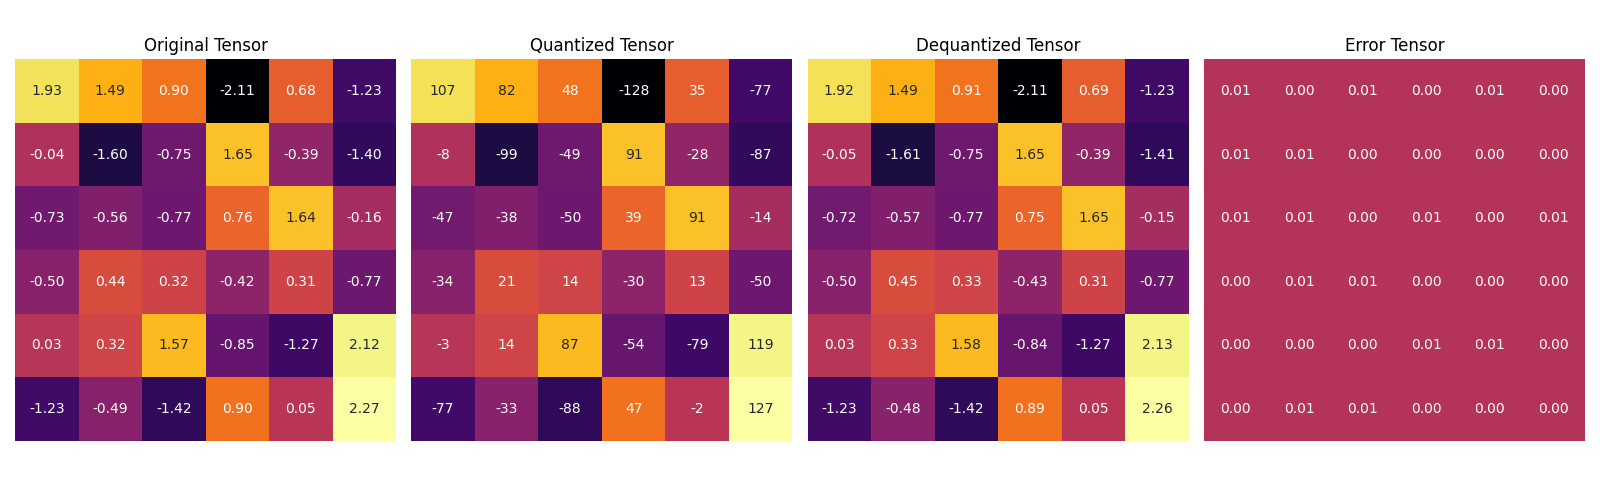 Original Tensor Quantized Tensor Dequantized Tensor Error Tensor
1.93 1.49 0.90 -2.11 0.68 -1.23 107 82 48 -128 35 -77 1.92 1.49 0.91 -2.11 0.69 -1.23 0.01 0.00 0.01 0.00 0.01 0.00
-0.04 -1.60 -0.75 1.65 -0.39 -1.40 -8 -99 -49 91 -28 -87 -0.05 -1.61 -0.75 1.65 -0.39 -1.41 0.01 0.01 0.00 0.00 0.00 0.00
-0.73 -0.56 -0.77 0.76 1.64 -0.16 -47 -38 -50 39 91 -14 -0.72 -0.57 -0.77 0.75 1.65 -0.15 0.01 0.01 0.00 0.01 0.00 0.01
-0.50 0.44 0.32 -0.42 0.31 -0.77 -34 21 14 -30 13 -50 -0.50 0.45 0.33 -0.43 0.31 -0.77 0.00 0.01 0.01 0.00 0.00 0.00
0.03 0.32 1.57 -0.85 -1.27 2.12 -3 14 87 -54 -79 119 0.03 0.33 1.58 -0.84 -1.27 2.13 0.00 0.00 0.00 0.01 0.01 0.00
-1.23 -0.49 -1.42 0.90 0.05 2.27 -77 -33 -88 47 -2 127 -1.23 -0.48 -1.42 0.89 0.05 2.26 0.00 0.01 0.01 0.00 0.00 0.00